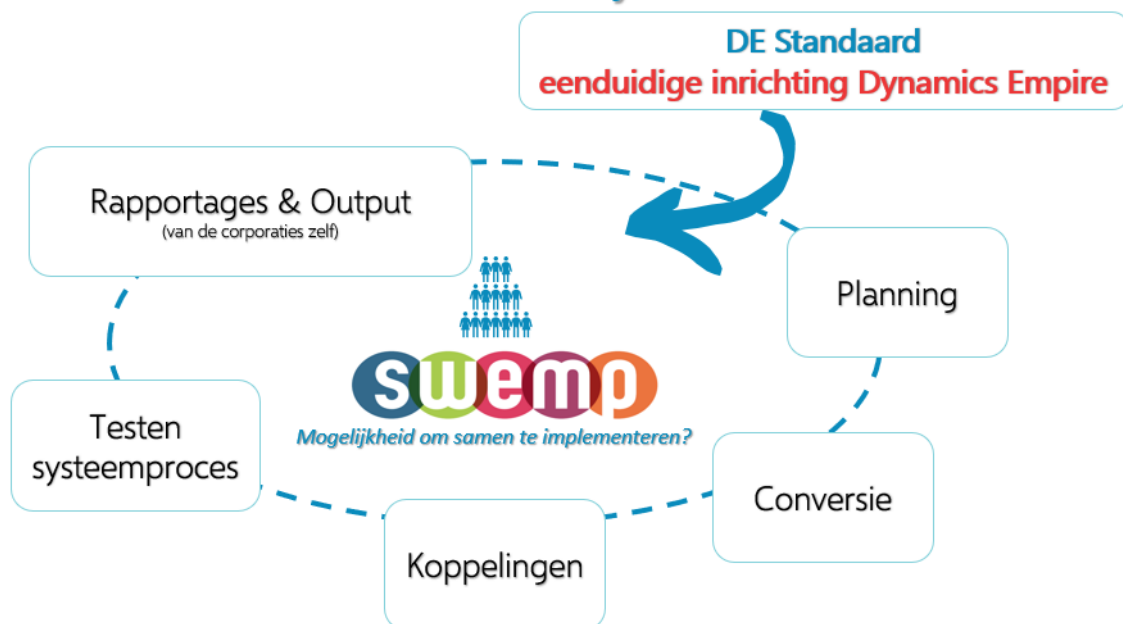 DE Standaard
eenduidige inrichting Dynamics Empire
Rapportages & Output
(van de corporaties zelf)
Planning
swemp
Mogelijkheid om samen te implementeren?
Testen
systeemproces
Conversie
Koppelingen